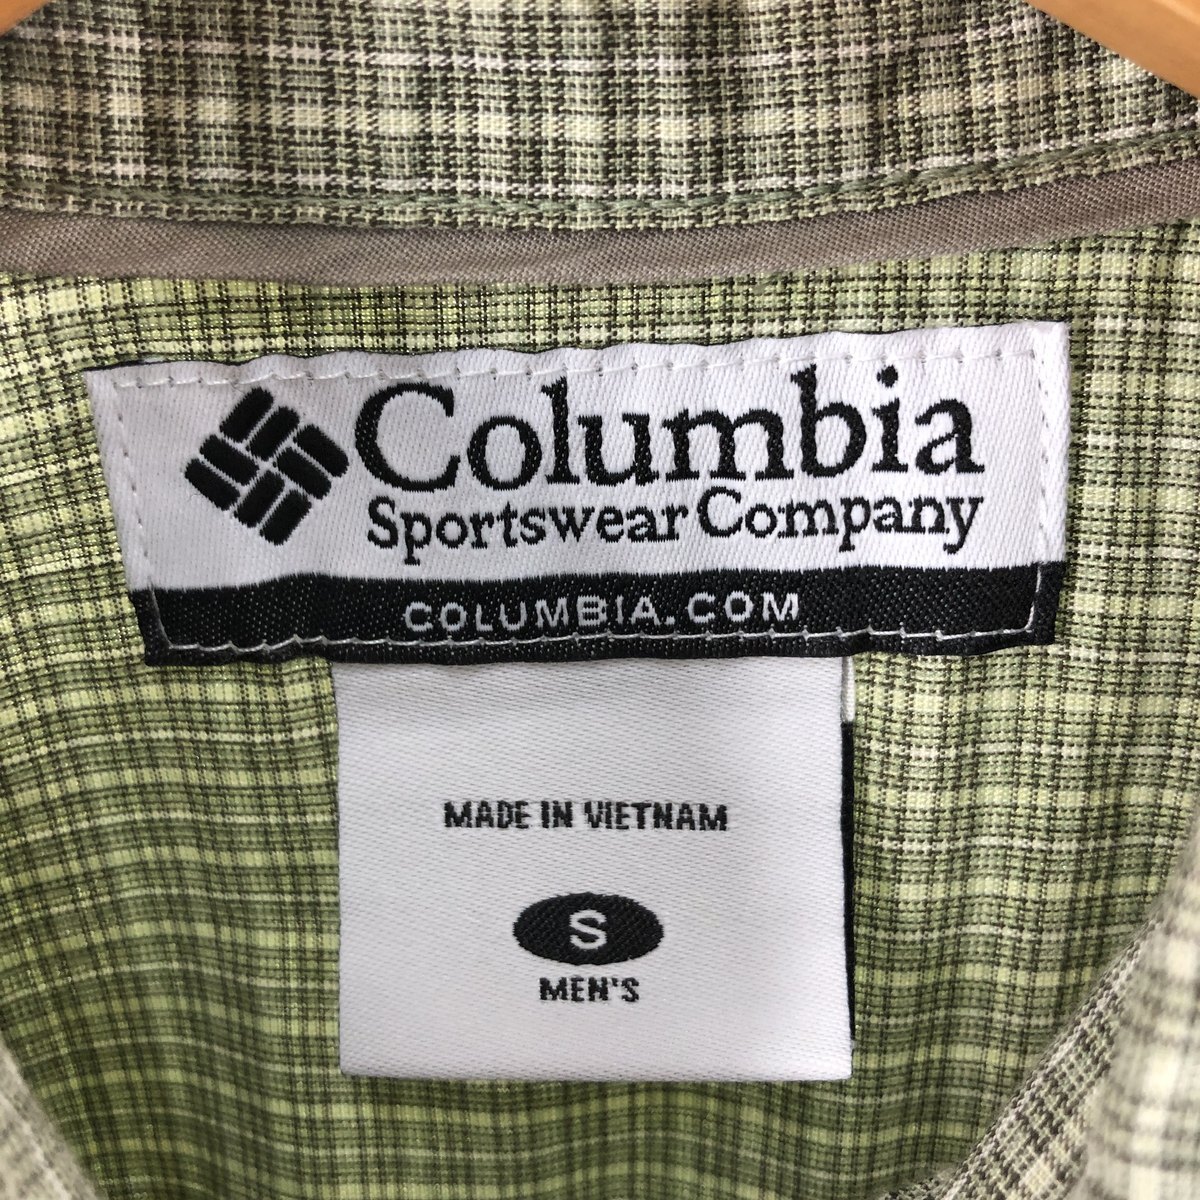 Columbia
Sportswear Company
COLUMBIA.COM
MADE IN VIETNAM
S
MEN'S